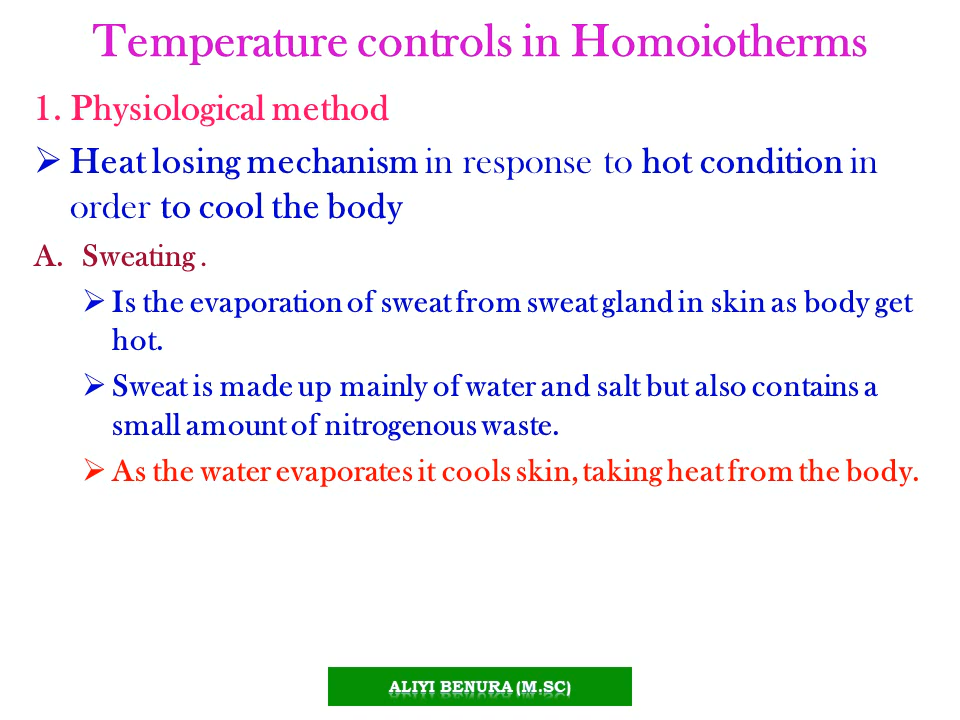 Temperature controls in Homoiotherms
1. Physiological method
➢ Heat losing mechanism in response to hot condition in
order to cool the body
A. Sweating .
➢ Is the evaporation of sweat from sweat gland in skin as body get
hot.
➢ Sweat is made up mainly of water and salt but also contains a
small amount of nitrogenous waste.
➢ As the water evaporates it cools skin, taking heat from the body.
ALIYI BENURA (M.SC)